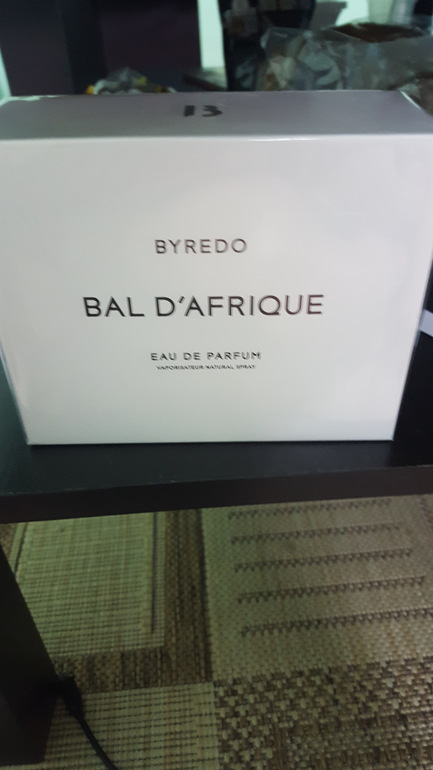 B
BYREDO
BAL D'AFRIQUE
EAU DE PARFUM
VAPORISATEUR NATURAL SPRAY